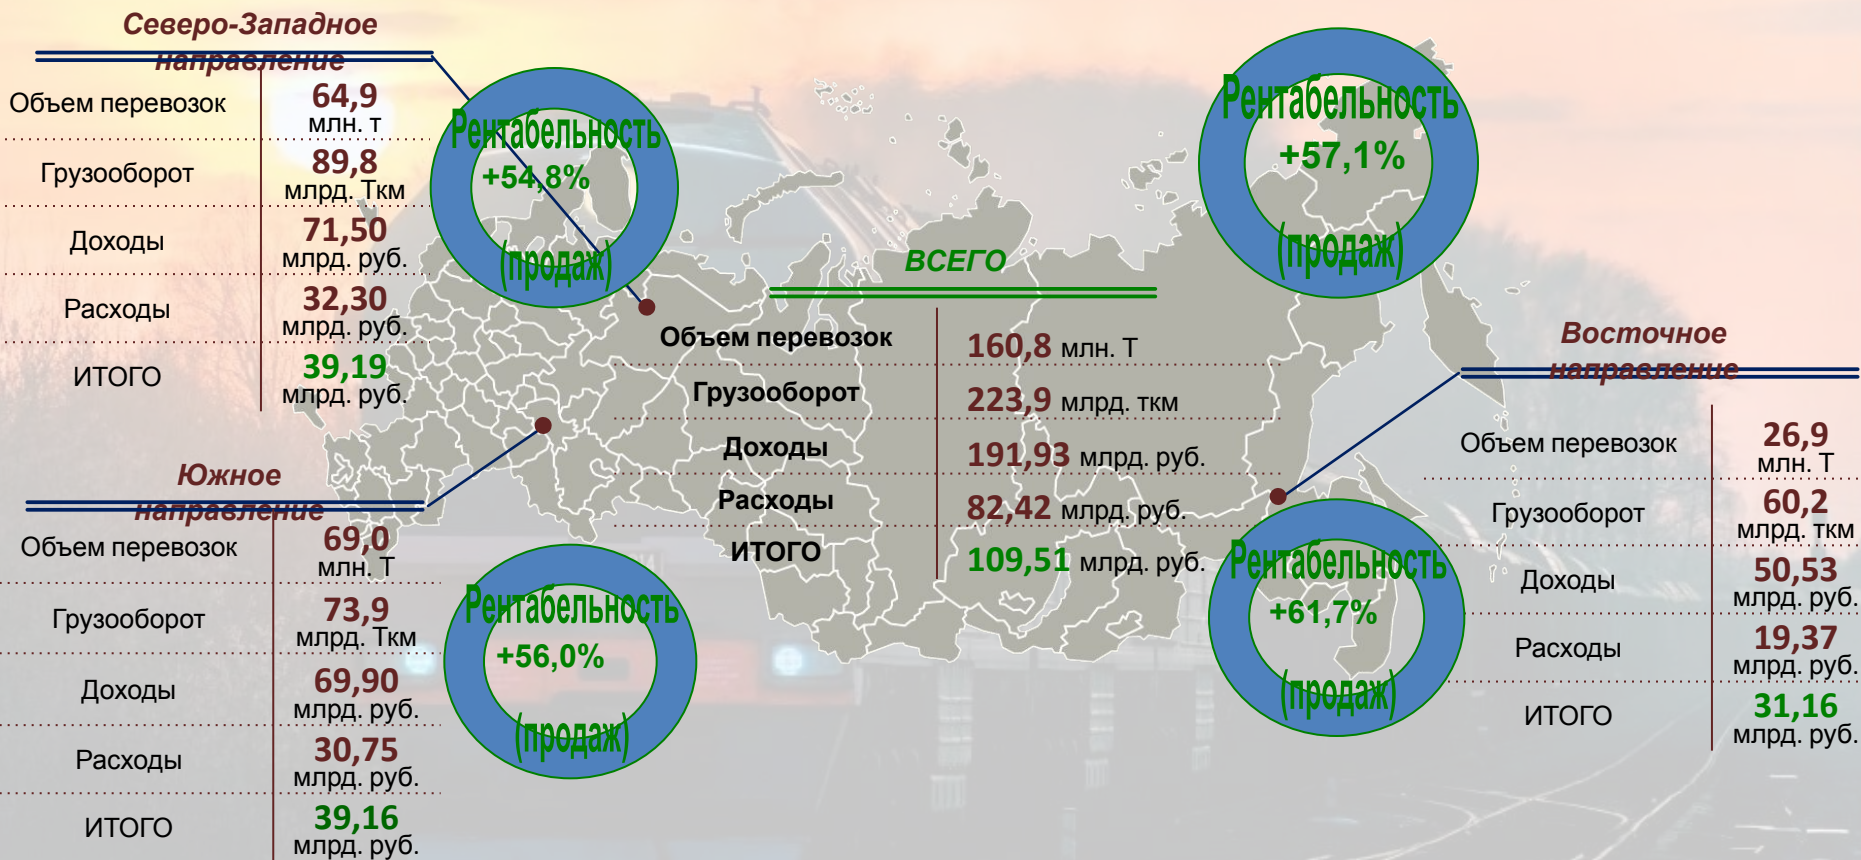 Северо-Западное
направление
Объем перевозок
64,9
млн. т
Грузооборот
89,8
млрд. Ткм
Доходы
71,50
млрд. руб.
Расходы
32,30
млрд. руб.
ИТОГО
39,19
млрд. руб.
Рентабельность
+54,8%
(продаж)
Рентабельность
+57,1%
(продаж)
ВСЕГО
Объем перевозок
160,8 млн. Т
Грузооборот
223,9 млрд. ткм
Доходы
191,93 млрд. руб.
Расходы
82,42 млрд. руб.
ИТОГО
109,51 млрд. руб.
Южное
направление
Объем перевозок
69,0
млн. Т
Грузооборот
73,9
млрд. Ткм
Доходы
69,90
млрд. руб.
Расходы
30,75
млрд. руб.
ИТОГО
39,16
млрд. руб.
Рентабельность
+56,0%
(продаж)
Восточное
направление
Объем перевозок
26,9
млн. Т
Грузооборот
60,2
млрд. ткм
Доходы
50,53
млрд. руб.
Расходы
19,37
млрд. руб.
ИТОГО
31,16
млрд. руб.
Рентабельность
+61,7%
(продаж)